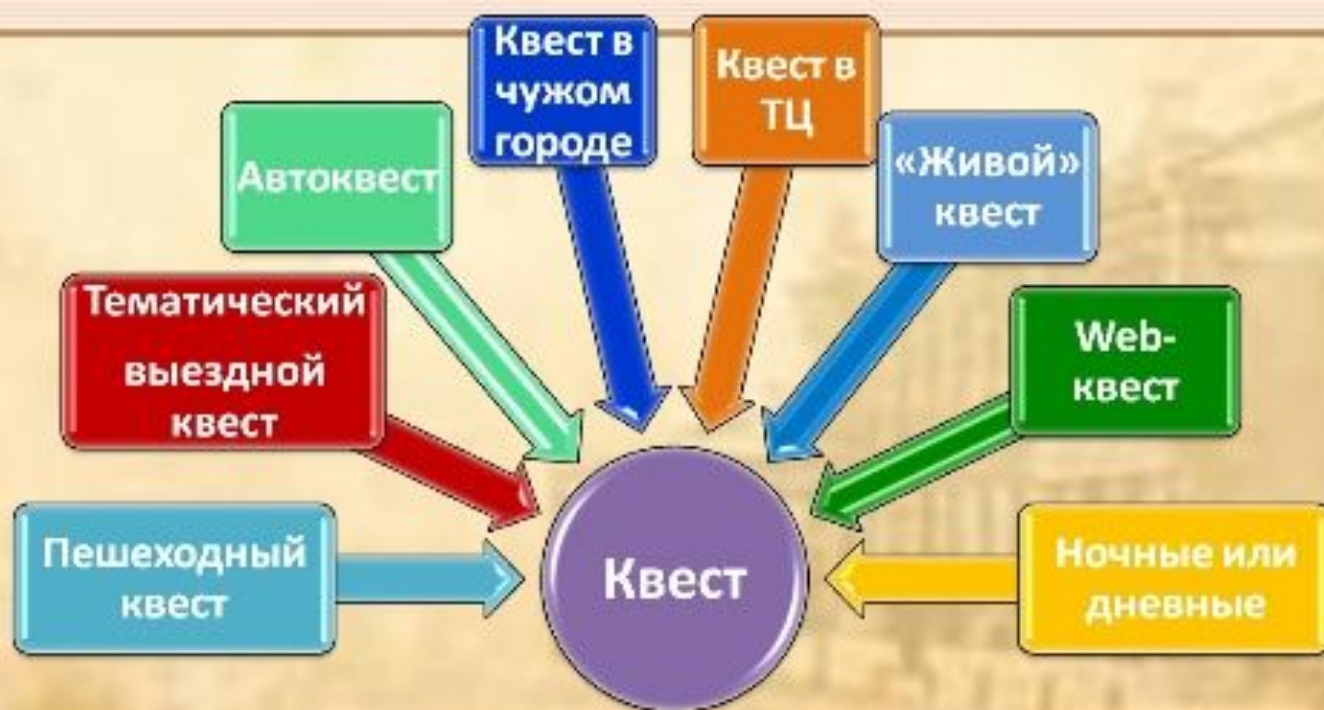 Квест в
чужом
городе
Квест в
ТЦ
Автоквест
«Живой»
квест
Тематический
выездной
квест
Web-
квест
Пешеходный
квест
Квест
Ночные или
дневные